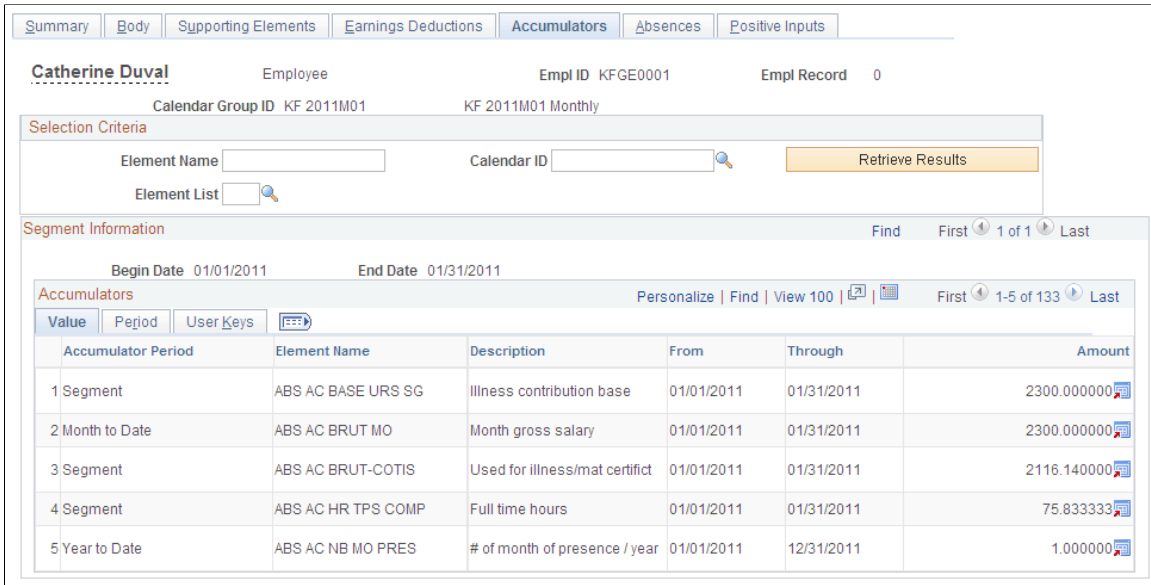 Summary Body Supporting Elements Earnings Deductions Accumulators Absences Positive Inputs
Catherine Duval Employee Empl ID KFGE0001 Empl Record 0
Calendar Group ID KF 2011M01 KF 2011M01 Monthly
Selection Criteria
Element Name Calendar ID Retrieve Results
Element List
Segment Information Find First 1 of 1 Last
Begin Date 01/01/2011 End Date 01/31/2011
Accumulators Personalize | Find | View 100 | | First 1-5 of 133 Last
Value Period User Keys
Accumulator Period Element Name Description From Through Amount
1 Segment ABS AC BASE URS SG Illness contribution base 01/01/2011 01/31/2011 2300.000000
2 Month to Date ABS AC BRUT MO Month gross salary 01/01/2011 01/31/2011 2300.000000
3 Segment ABS AC BRUT-COTIS Used for illness/mat certifict 01/01/2011 01/31/2011 2116.140000
4 Segment ABS AC HR TPS COMP Full time hours 01/01/2011 01/31/2011 75.833333
5 Year to Date ABS AC NB MO PRES # of month of presence / year 01/01/2011 12/31/2011 1.000000